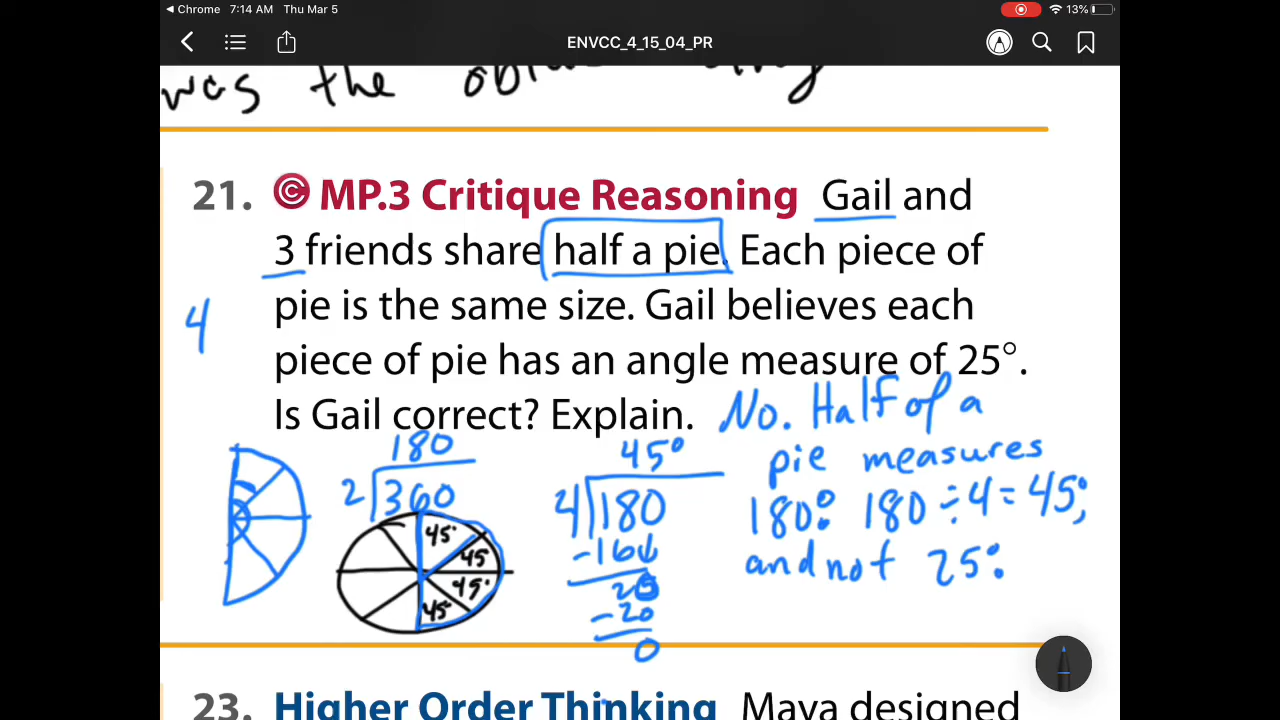 Chrome 7:14 AM Thu Mar 5 13%
ENVCC_4_15_04_PR
was the
21. MP.3 Critique Reasoning Gail and
3 friends share half a pie. Each piece of
4
pie is the same size. Gail believes each
piece of pie has an angle measure of 25°.
Is Gail correct? Explain.
No. Half of a
pie measures
180°. 180 ÷ 4 = 45°,
and not 25°.
180
2 360
45°
45
45°
45°
45°
4 180
-16
20
-20
0
23. Higher Order Thinking Maya designed